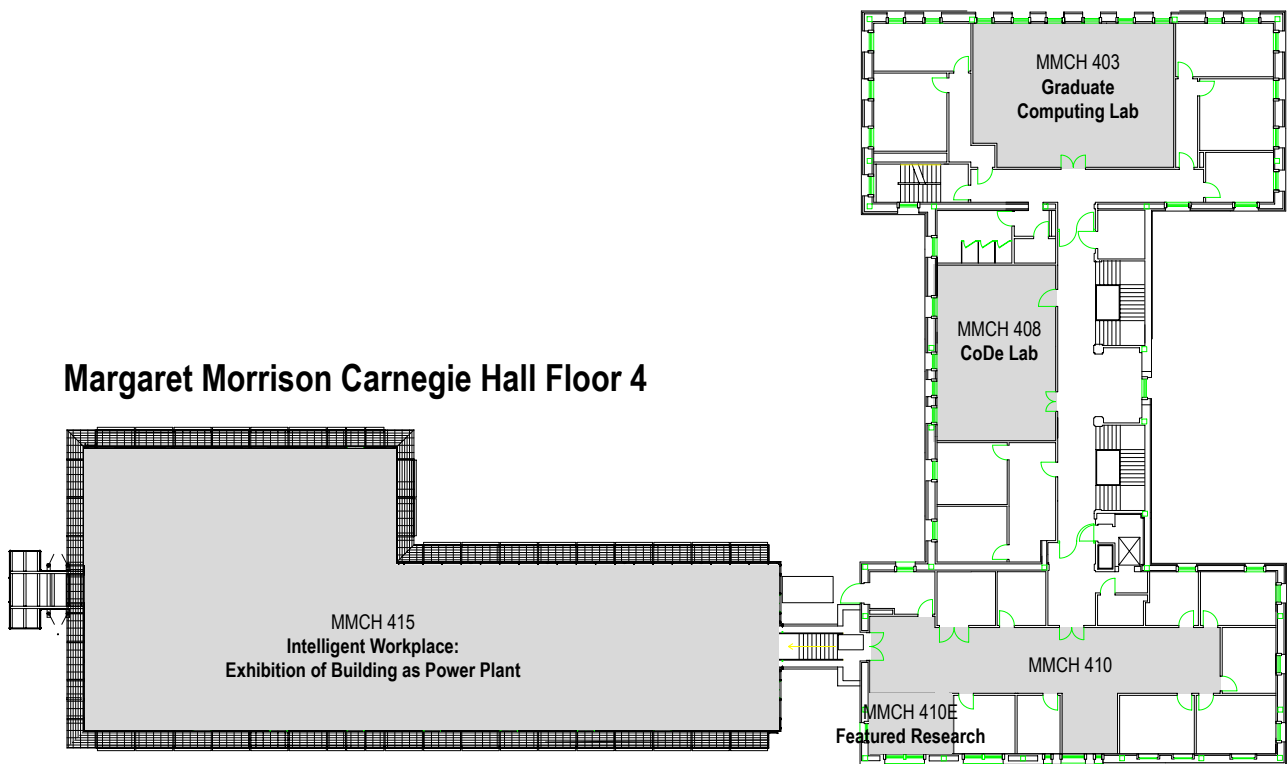 MMCH 403
Graduate
Computing Lab
MMCH 408
CoDe Lab
Margaret Morrison Carnegie Hall Floor 4
MMCH 415
Intelligent Workplace:
Exhibition of Building as Power Plant
MMCH 410
MMCH 410E
Featured Research